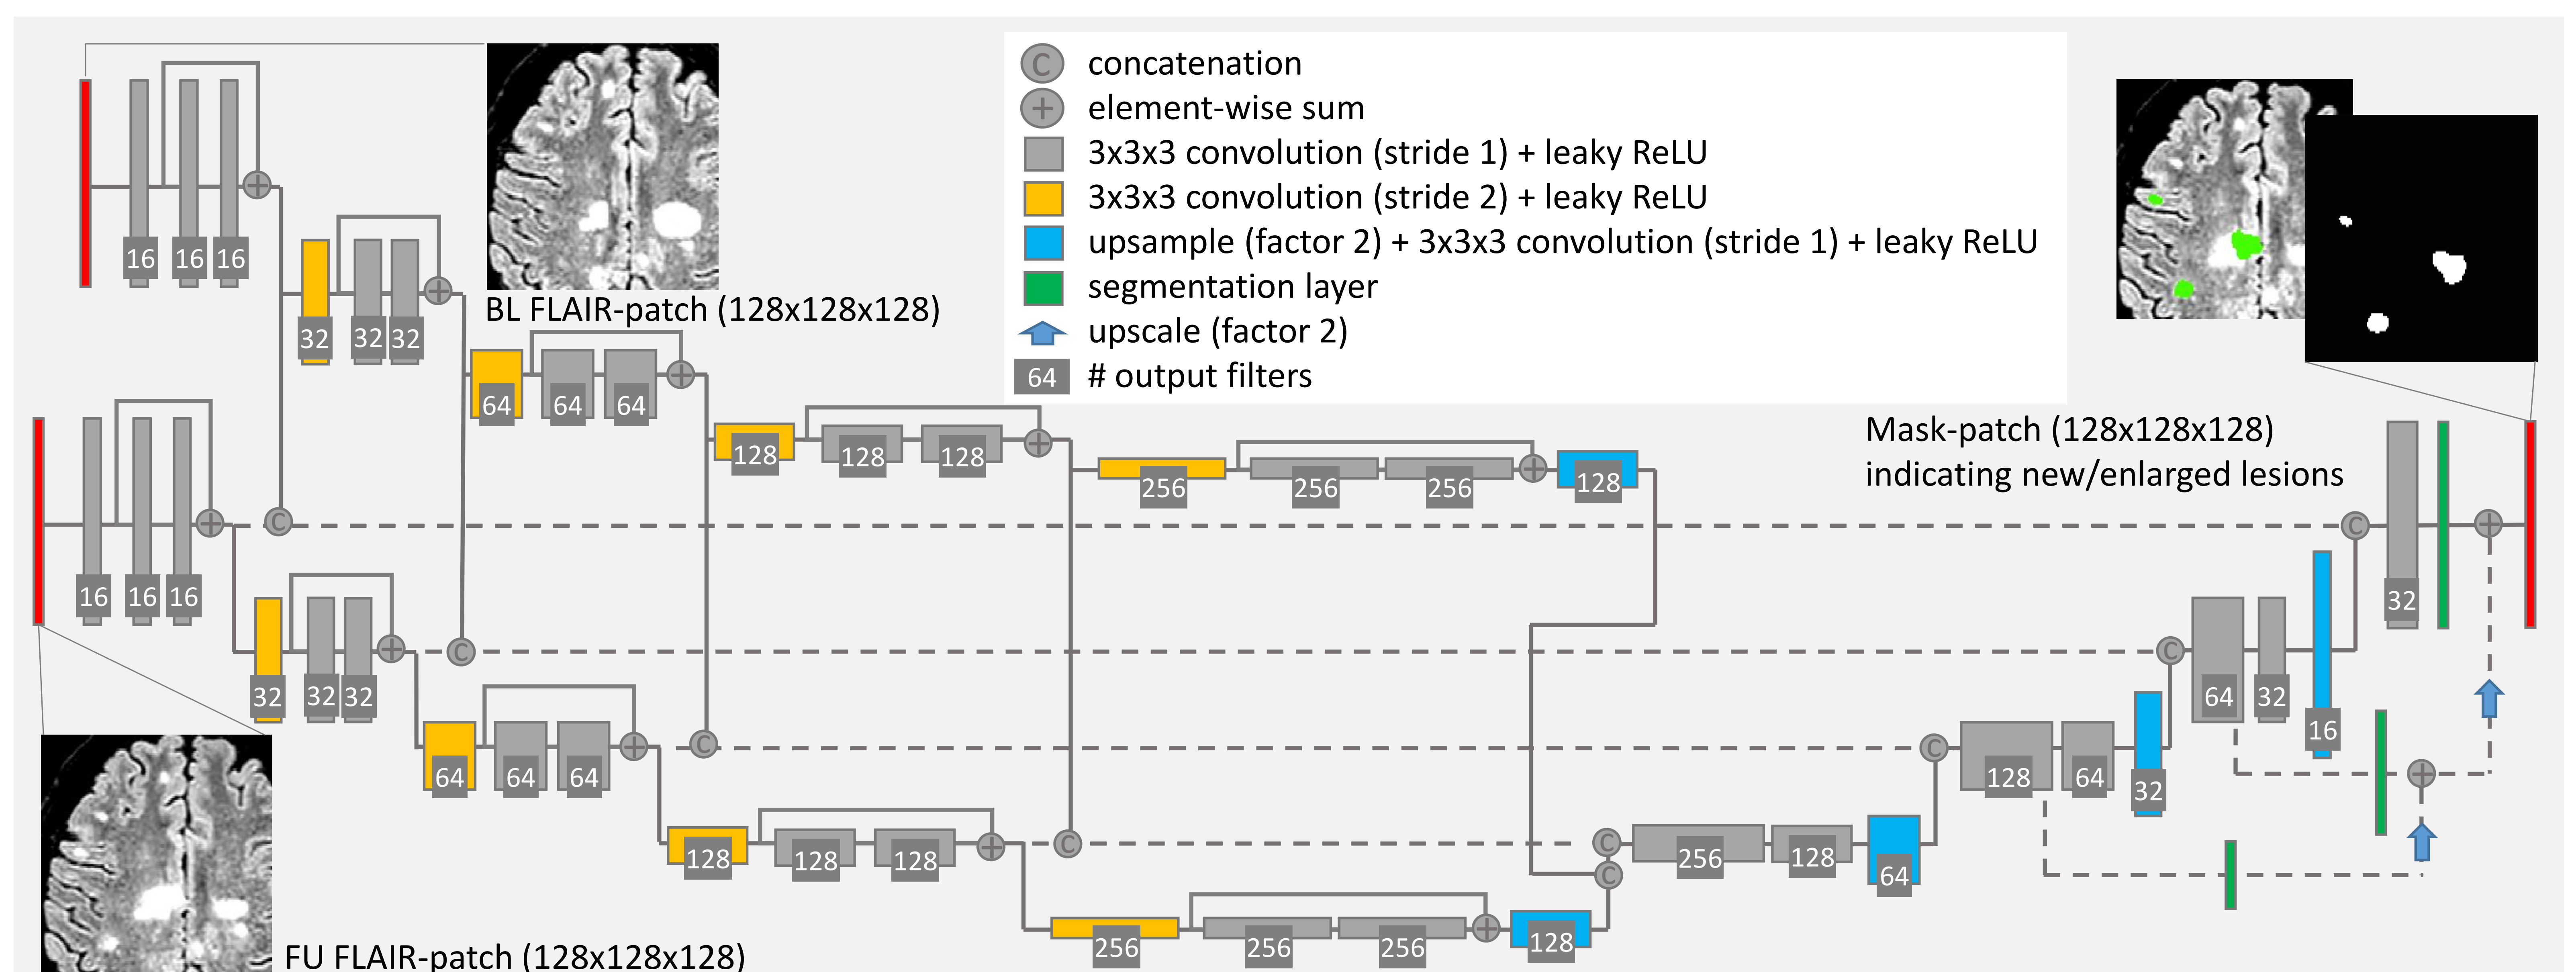 C concatenation
+ element-wise sum
3x3x3 convolution (stride 1) + leaky ReLU
3x3x3 convolution (stride 2) + leaky ReLU
upsample (factor 2) + 3x3x3 convolution (stride 1) + leaky ReLU
segmentation layer
upscale (factor 2)
64 # output filters
16 16 16
+
BL FLAIR-patch (128x128x128)
32 32 32
+
64 64 64
+
128 128 128
+
256 256 256
+
128
Mask-patch (128x128x128)
indicating new/enlarged lesions
16 16 16
+
C
C
32
+
32 32 32
+
C
C
64 32 16
64 64 64
+
C
C
128 64 32
+
128 128 128
+
C
C
C
256 128 64
256 256 256
+
128
FU FLAIR-patch (128x128x128)